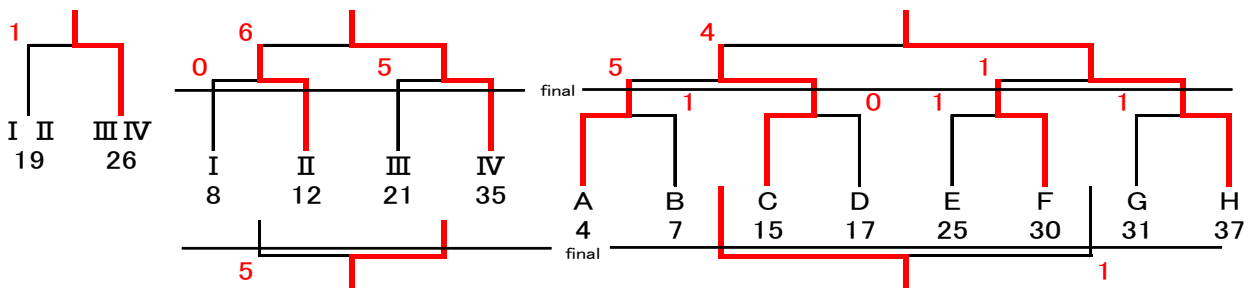 1 6 4
0 5 5 1
final final
1 0 1 1
Ⅰ Ⅱ Ⅲ Ⅳ
19 26
Ⅰ Ⅱ Ⅲ Ⅳ
8 12 21 35
A B C D E F G H
4 7 15 17 25 30 31 37
final
5 1